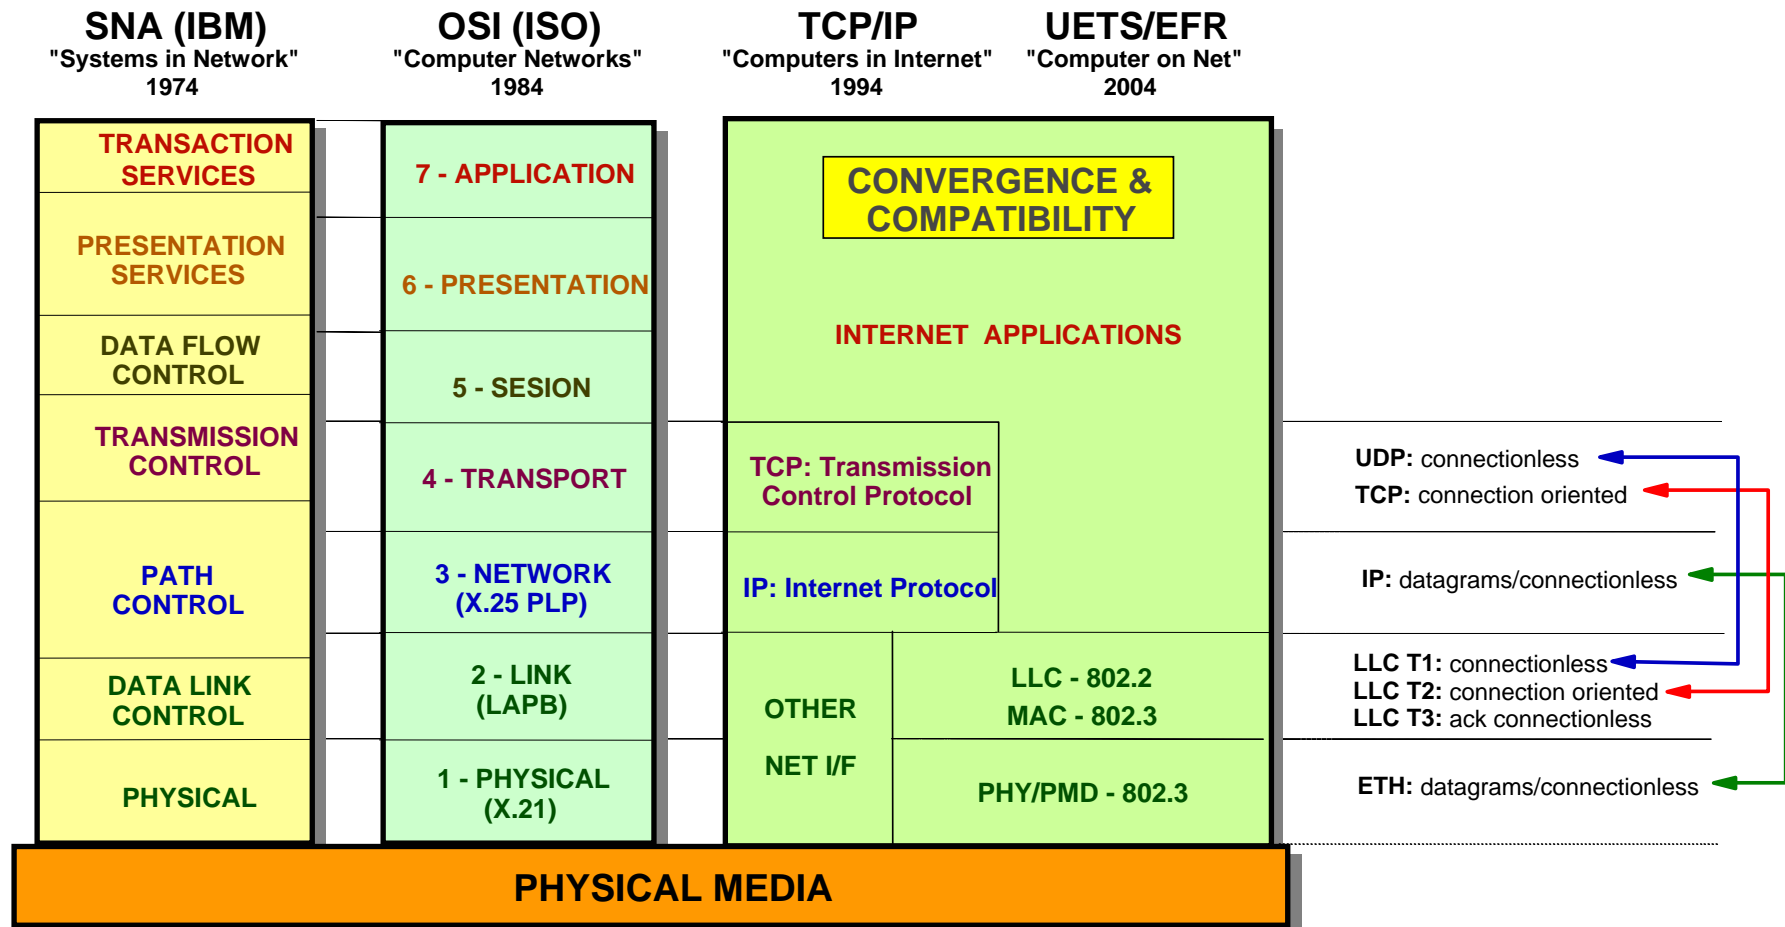 SNA (IBM)
"Systems in Network"
1974
OSI (ISO)
"Computer Networks"
1984
TCP/IP
"Computers in Internet"
1994
UETS/EFR
"Computer on Net"
2004
TRANSACTION
SERVICES
PRESENTATION
SERVICES
DATA FLOW
CONTROL
TRANSMISSION
CONTROL
PATH
CONTROL
DATA LINK
CONTROL
PHYSICAL
7 - APPLICATION
6 - PRESENTATION
5 - SESION
4 - TRANSPORT
3 - NETWORK
(X.25 PLP)
2 - LINK
(LAPB)
1 - PHYSICAL
(X.21)
CONVERGENCE &
COMPATIBILITY
INTERNET APPLICATIONS
TCP: Transmission
Control Protocol
IP: Internet Protocol
OTHER
NET I/F
LLC - 802.2
MAC - 802.3
PHY/PMD - 802.3
UDP: connectionless
TCP: connection oriented
IP: datagrams/connectionless
LLC T1: connectionless
LLC T2: connection oriented
LLC T3: ack connectionless
ETH: datagrams/connectionless
PHYSICAL MEDIA